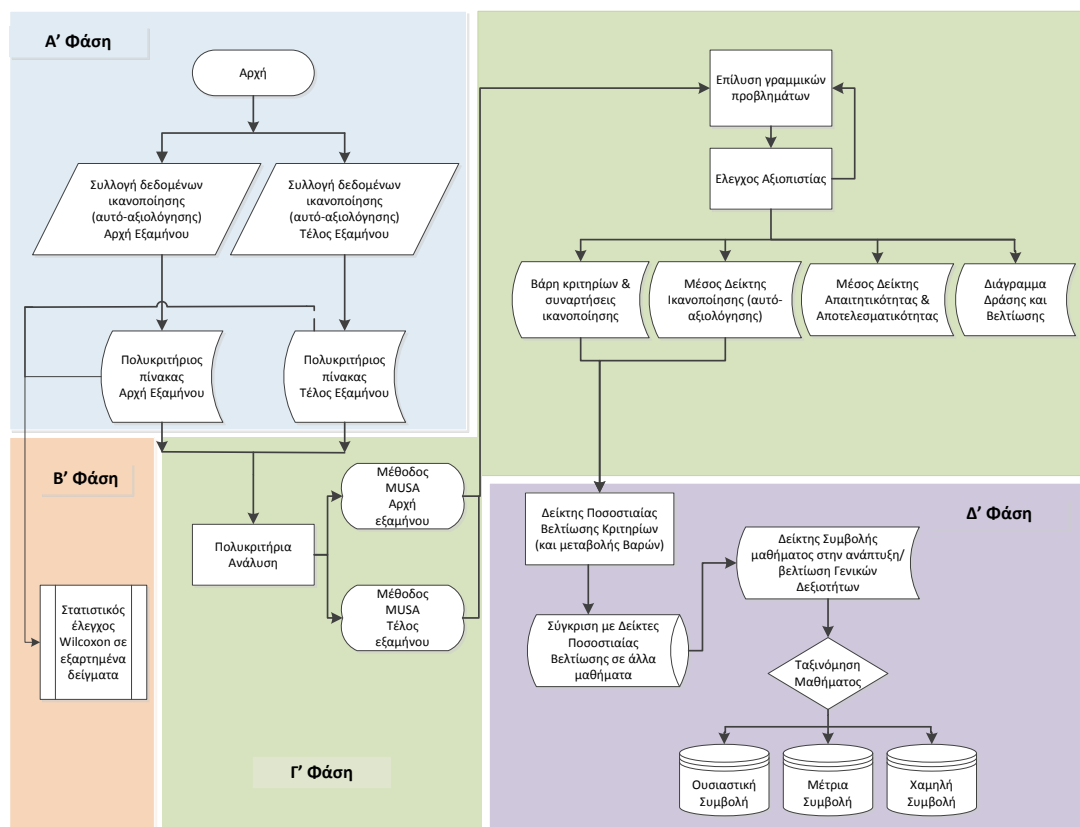 Α' Φάση
Αρχή
Συλλογή δεδομένων
ικανοποίησης
(αυτό-αξιολόγησης)
Αρχή Εξαμήνου
Συλλογή δεδομένων
ικανοποίησης
(αυτό-αξιολόγησης)
Τέλος Εξαμήνου
Πολυκριτήριος
πίνακας
Αρχή Εξαμήνου
Πολυκριτήριος
πίνακας
Τέλος Εξαμήνου
Β' Φάση
Στατιστικός
έλεγχος
Wilcoxon σε
εξαρτημένα
δείγματα
Πολυκριτήρια
Ανάλυση
Μέθοδος
MUSA
Αρχή
εξαμήνου
Μέθοδος
MUSA
Τέλος
εξαμήνου
Γ' Φάση
Επίλυση γραμμικών
προβλημάτων
Ελεγχος Αξιοπιστίας
Βάρη κριτηρίων &
συναρτήσεις
ικανοποίησης
Μέσος Δείκτης
Ικανοποίησης (αυτό-
αξιολόγησης)
Μέσος Δείκτης
Απαιτητικότητας &
Αποτελεσματικότητας
Διάγραμμα
Δράσης και
Βελτίωσης
Δ' Φάση
Δείκτης Ποσοστιαίας
Βελτίωσης Κριτηρίων
(και μεταβολής Βαρών)
Σύγκριση με Δείκτες
Ποσοστιαίας
Βελτίωσης σε άλλα
μαθήματα
Δείκτης Συμβολής
μαθήματος στην ανάπτυξη/
βελτίωση Γενικών
Δεξιοτήτων
Ταξινόμηση
Μαθήματος
Ουσιαστική
Συμβολή
Μέτρια
Συμβολή
Χαμηλή
Συμβολή